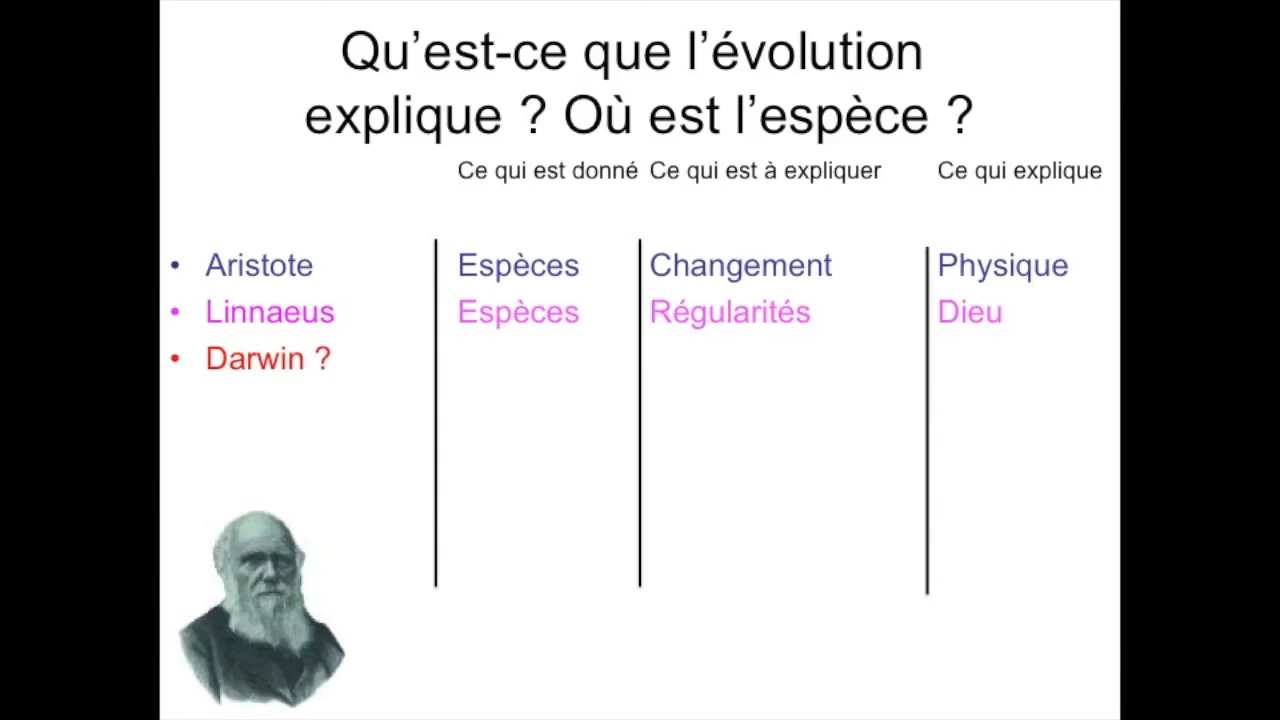 Qu’est-ce que l’évolution
explique ? Où est l’espèce ?
Ce qui est donné Ce qui est à expliquer Ce qui explique
• Aristote Espèces Changement Physique
• Linnaeus Espèces Régularités Dieu
• Darwin ?